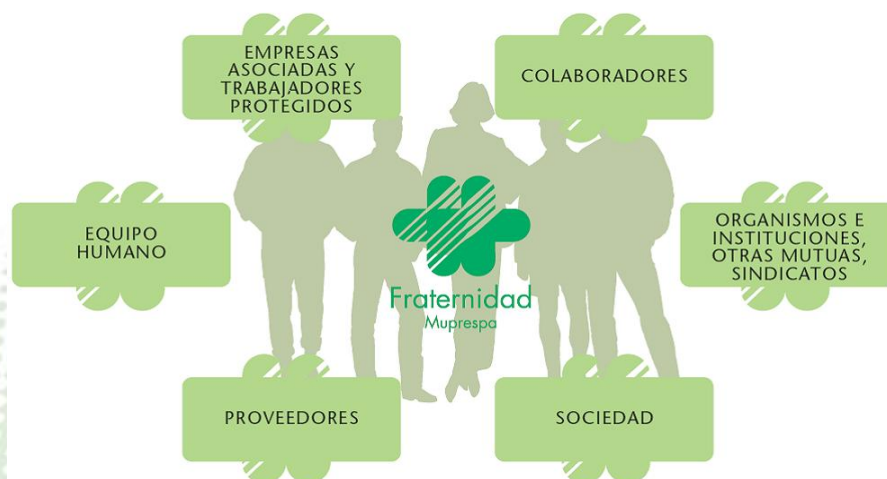 EMPRESAS
ASOCIADAS Y
TRABAJADORES
PROTEGIDOS
COLABORADORES
EQUIPO
HUMANO
ORGANISMOS E
INSTITUCIONES,
OTRAS MUTUAS,
SINDICATOS
Fraternidad
Muprespa
PROVEEDORES
SOCIEDAD